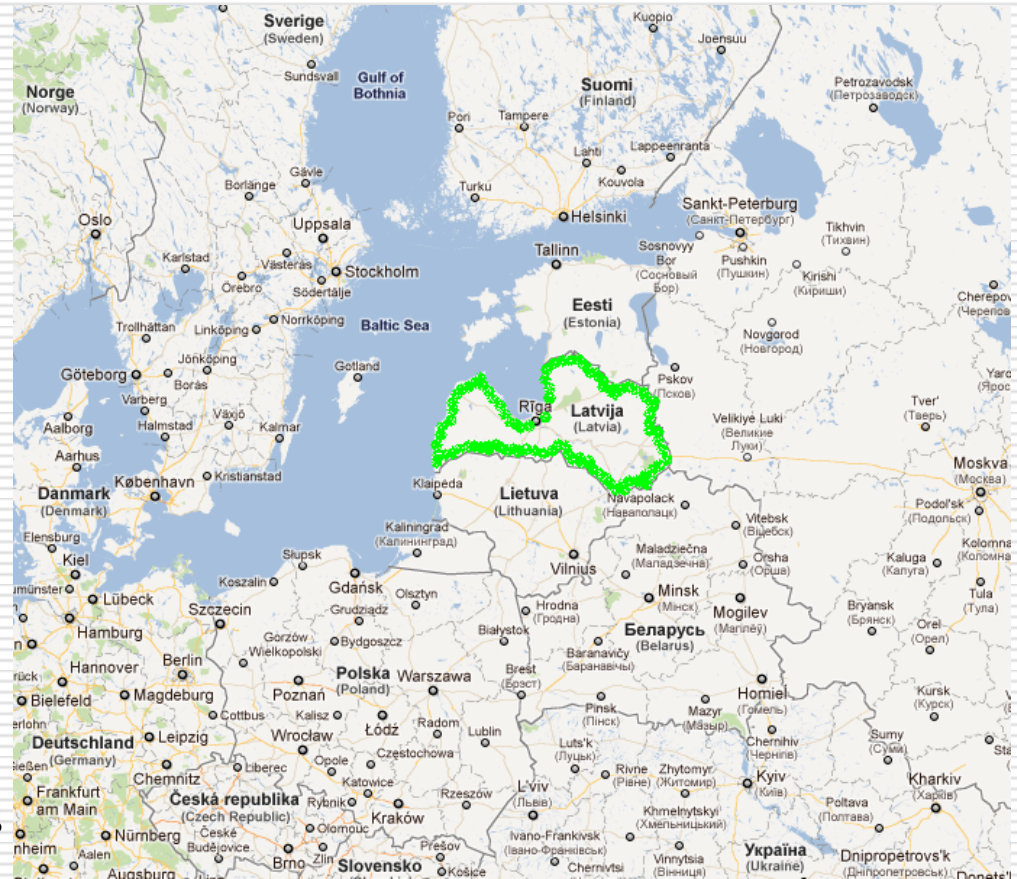 Sverige
(Sweden)
Kuopio
Joensuu
Sundsvall
Gulf of
Bothnia
Norge
(Norway)
Suomi
(Finland)
Petrozavodsk
(Петрозаводск)
Pori
Tampere
Lahti
Lappeenranta
Kouvola
Gävle
Borlänge
Turku
Oslo
Uppsala
Helsinki
Sankt-Peterburg
(Санкт-Петербург)
Tikhvin
(Тихвин)
Karlstad
Västerås
Stockholm
Tallinn
Sosnovyy
Bor
(Сосновый
Бор)
Pushkin
(Пушкин)
Kirishi
(Кириши)
Örebro
Södertälje
Cherepov
(Черепов
Trollhättan
Linköping
Norrköping
Baltic Sea
Eesti
(Estonia)
Novgorod
(Новгород)
Jönköping
Göteborg
Borås
Gotland
Pskov
(Псков)
Yaro
(Ярос
Varberg
Växjö
Halmstad
Kalmar
Aalborg
Rīga
Latvija
(Latvia)
Velikiye Luki
(Великие
Луки)
Tver'
(Тверь)
Aarhus
København
Kristianstad
Klaipėda
Moskva
(Москва)
Danmark
(Denmark)
Lietuva
(Lithuania)
Navapolack
(Наваполацк)
Podol'sk
(Подольск)
Kaliningrad
(Калининград)
Vitebsk
(Віцебск)
Kiel
Słupsk
Vilnius
Maladziečna
(Маладзечна)
Orsha
(Орша)
Kaluga
(Калуга)
Kolomna
(Коломна
Koszalin
Gdańsk
Olsztyn
Lübeck
Szczecin
Grudziądz
Hrodna
(Гродна)
Minsk
(Мінск)
Mogilev
(Магілёў)
Bryansk
(Брянск)
Tula
(Тула)
Hamburg
Gorzów
Wielkopolski
Bydgoszcz
Białystok
Беларусь
(Belarus)
Orel
(Орел)
Hannover
Berlin
Baranavičy
(Баранавічы)
Polska
(Poland)
Warszawa
Brest
(Брэст)
Bielefeld
Magdeburg
Poznań
Homiel
(Гомель)
Kursk
(Курск)
Cottbus
Kalisz
Łódź
Radom
Pinsk
(Пінск)
Mazyr
(Мазыр)
Deutschland
(Germany)
Leipzig
Wrocław
Lublin
Chernihiv
(Чернігів)
Sumy
(Суми)
Częstochowa
Luts'k
(Луцьк)
Chemnitz
Liberec
Opole
Katowice
Rivne
(Рівне)
Zhytomyr
(Житомир)
Kyiv
(Київ)
Kharkiv
(Харків)
Frankfurt
am Main
Česká republika
(Czech Republic)
Rybnik
Kraków
Rzeszów
L'viv
(Львів)
Khmelnytskyi
(Хмельницький)
Poltava
(Полтава)
Nürnberg
České
Budějovice
Olomouc
Ivano-Frankivsk
(Івано-Франківськ)
Aalen
Brno
Zlín
Prešov
Vinnytsia
(Вінниця)
Україна
(Ukraine)
Dnipropetrovs'k
(Дніпропетровськ)
Augsburg
Slovensko
Košice
Chernivtsi
Donets'